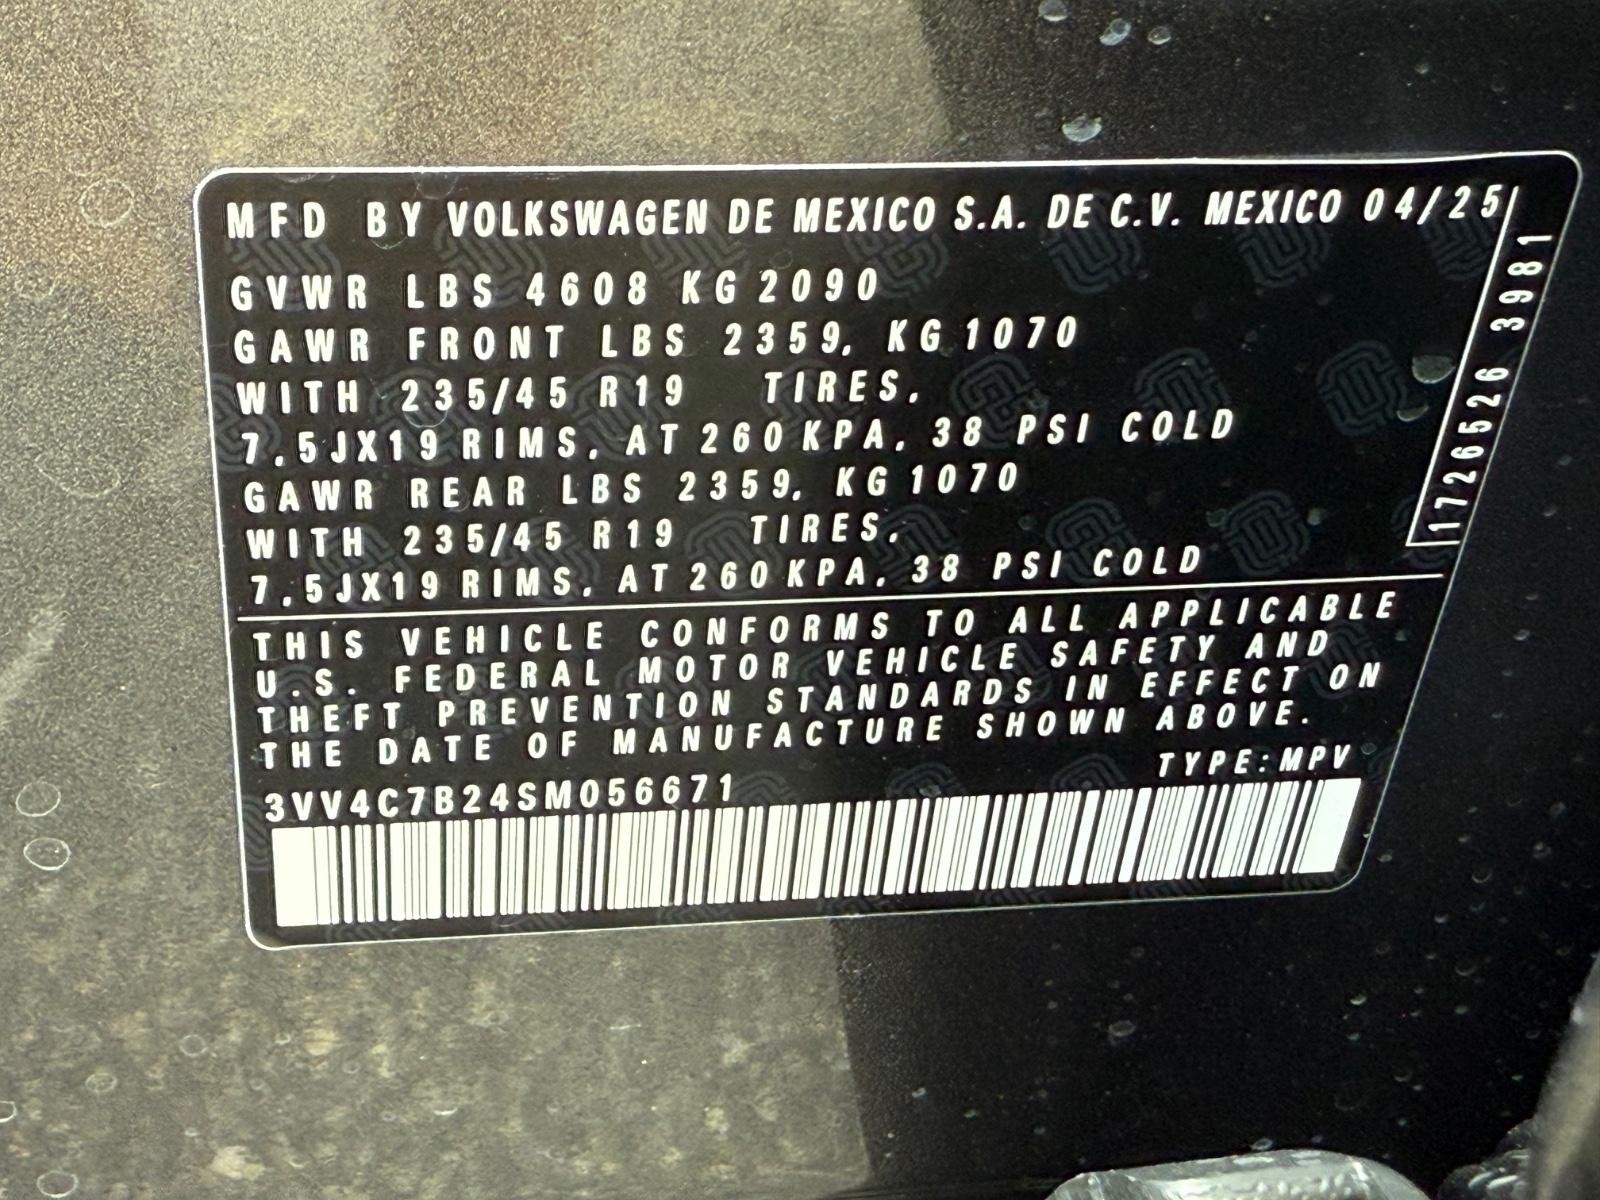 MFD BY VOLKSWAGEN DE MEXICO S.A. DE C.V. MEXICO 04/25
GVWR LBS 4608 KG 2090
GAWR FRONT LBS 2359, KG 1070
WITH 235/45 R19 TIRES,
7.5JX19 RIMS, AT 260 KPA, 38 PSI COLD
GAWR REAR LBS 2359, KG 1070
WITH 235/45 R19 TIRES,
7.5JX19 RIMS, AT 260 KPA, 38 PSI COLD
1726526 3981
THIS VEHICLE CONFORMS TO ALL APPLICABLE
U.S. FEDERAL MOTOR VEHICLE SAFETY AND
THEFT PREVENTION STANDARDS IN EFFECT ON
THE DATE OF MANUFACTURE SHOWN ABOVE.
TYPE:MPV
3VV4C7B24SM056671